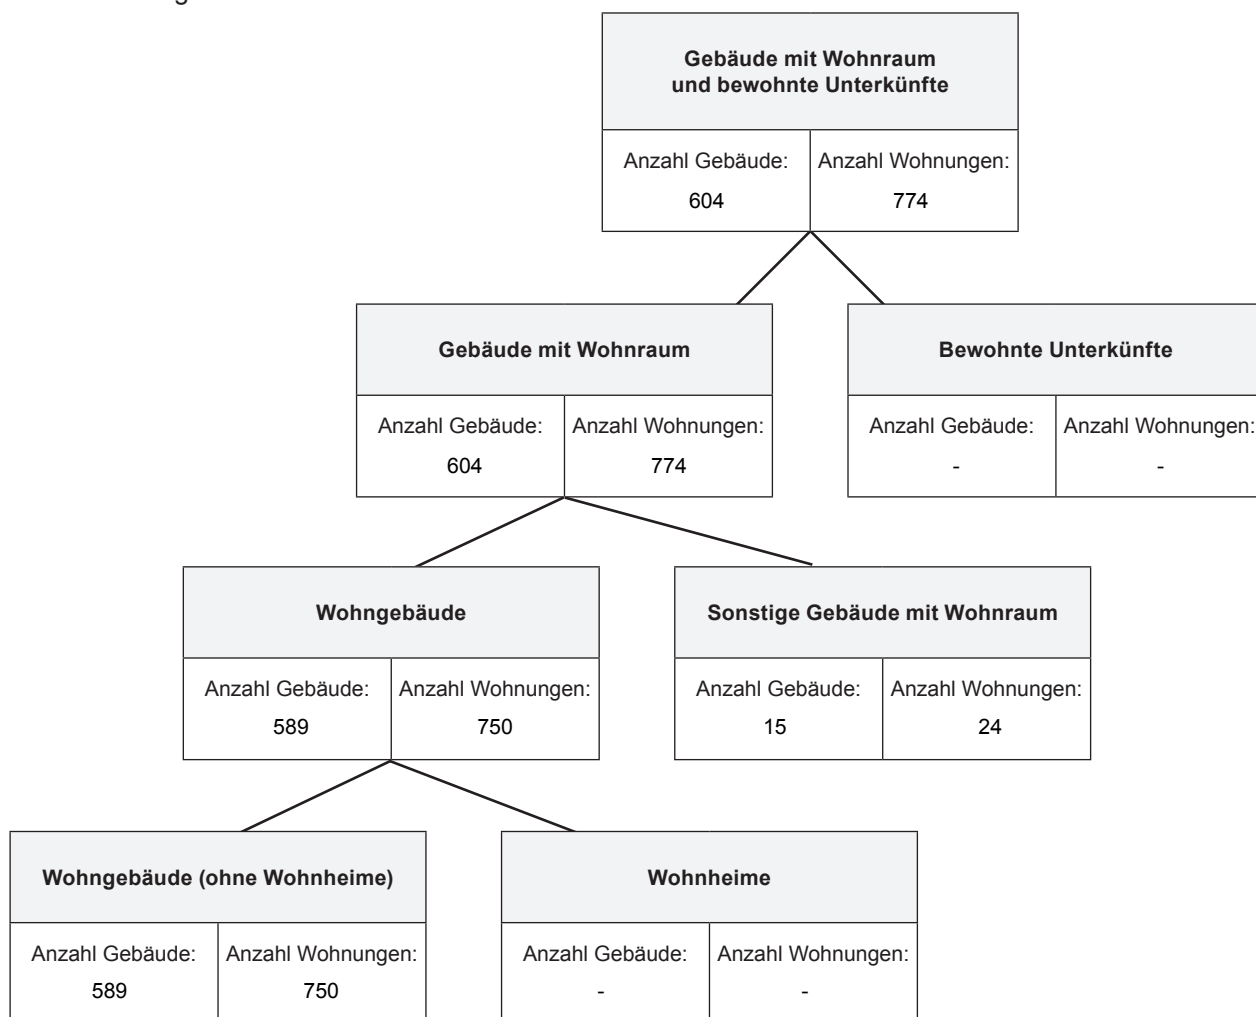 Gebäude mit Wohnraum
und bewohnte Unterkünfte
Anzahl Gebäude: Anzahl Wohnungen:
604 774
Gebäude mit Wohnraum Bewohnte Unterkünfte
Anzahl Gebäude: Anzahl Wohnungen: Anzahl Gebäude: Anzahl Wohnungen:
604 774 - -
Wohngebäude Sonstige Gebäude mit Wohnraum
Anzahl Gebäude: Anzahl Wohnungen: Anzahl Gebäude: Anzahl Wohnungen:
589 750 15 24
Wohngebäude (ohne Wohnheime) Wohnheime
Anzahl Gebäude: Anzahl Wohnungen: Anzahl Gebäude: Anzahl Wohnungen:
589 750 - -